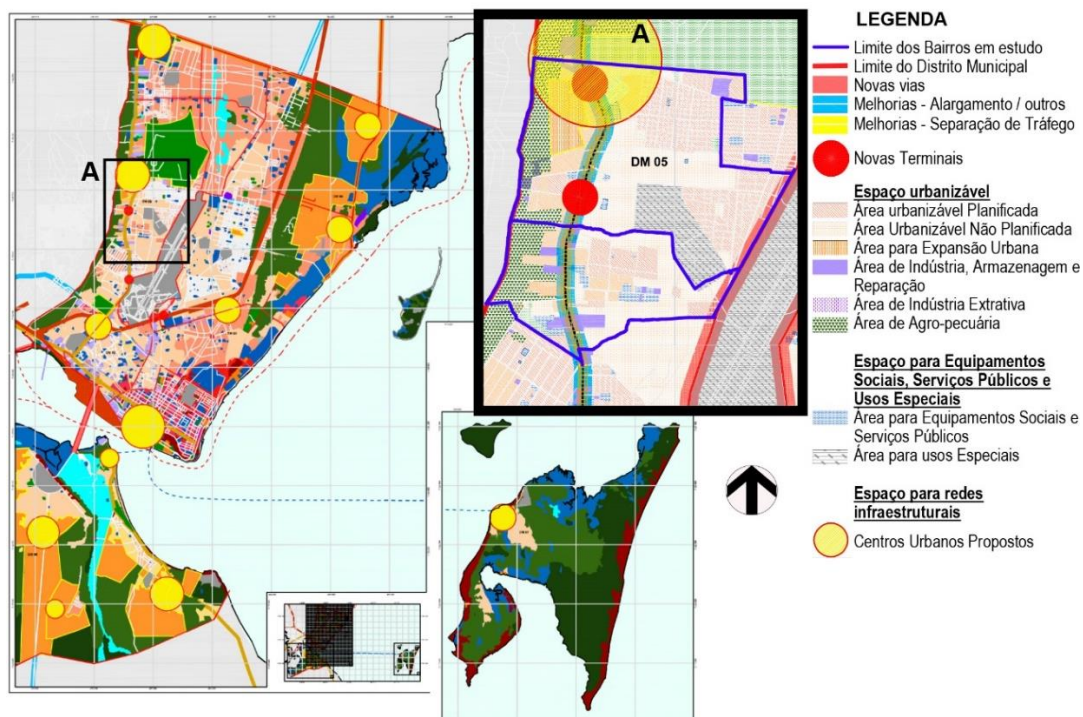 A
A
DM 05
LEGENDA
Limite dos Bairros em estudo
Limite do Distrito Municipal
Novas vias
Melhorias - Alargamento / outros
Melhorias - Separação de Tráfego
Novas Terminais
Espaço urbanizável
Área urbanizável Planificada
Área Urbanizável Não Planificada
Área para Expansão Urbana
Área de Indústria, Armazenagem e
Reparação
Área de Indústria Extrativa
Área de Agro-pecuária
Espaço para Equipamentos
Sociais, Serviços Públicos e
Usos Especiais
Área para Equipamentos Sociais e
Serviços Públicos
Área para usos Especiais
Espaço para redes
infraestruturais
Centros Urbanos Propostos